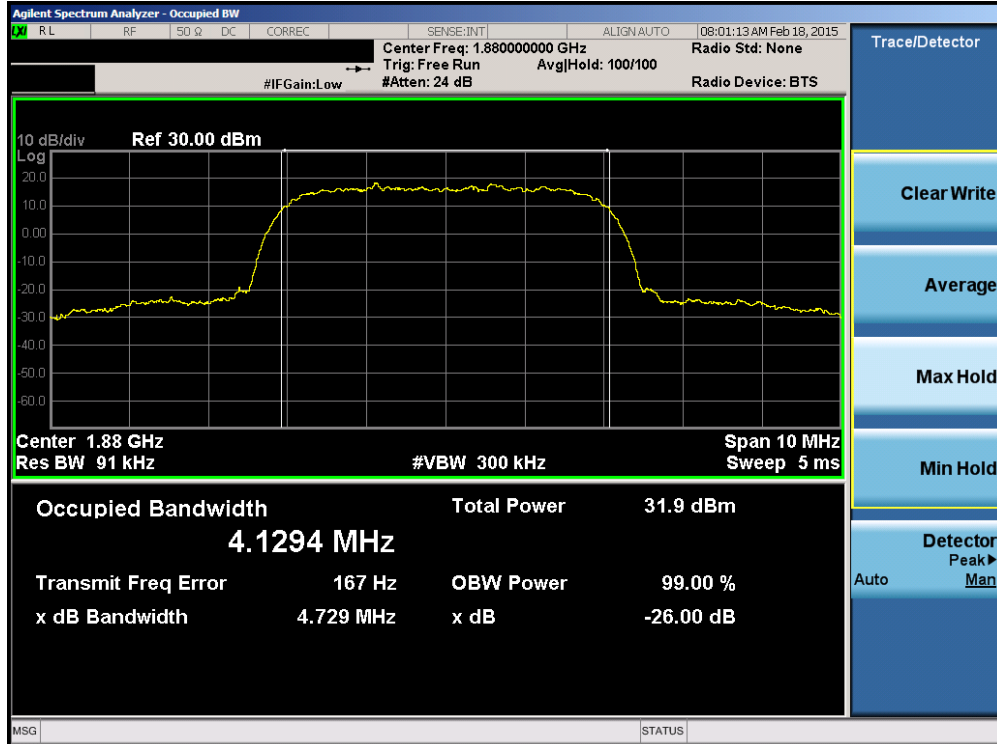 Agilent Spectrum Analyzer - Occupied BW
LXI RL RF 50 Ω DC CORREC SENSE:INT ALIGN AUTO 08:01:13 AM Feb 18, 2015
Center Freq: 1.880000000 GHz Radio Std: None
Trig: Free Run Avg|Hold: 100/100
#IFGain:Low #Atten: 24 dB Radio Device: BTS
10 dB/div Ref 30.00 dBm
Log
20.0
10.0
0.00
-10.0
-20.0
-30.0
-40.0
-50.0
-60.0
Center 1.88 GHz Span 10 MHz
Res BW 91 kHz #VBW 300 kHz Sweep 5 ms
Occupied Bandwidth Total Power 31.9 dBm
4.1294 MHz
Transmit Freq Error 167 Hz OBW Power 99.00 %
x dB Bandwidth 4.729 MHz x dB -26.00 dB
MSG STATUS
Trace/Detector
Clear Write
Average
Max Hold
Min Hold
Detector
Peak▶
Auto Man